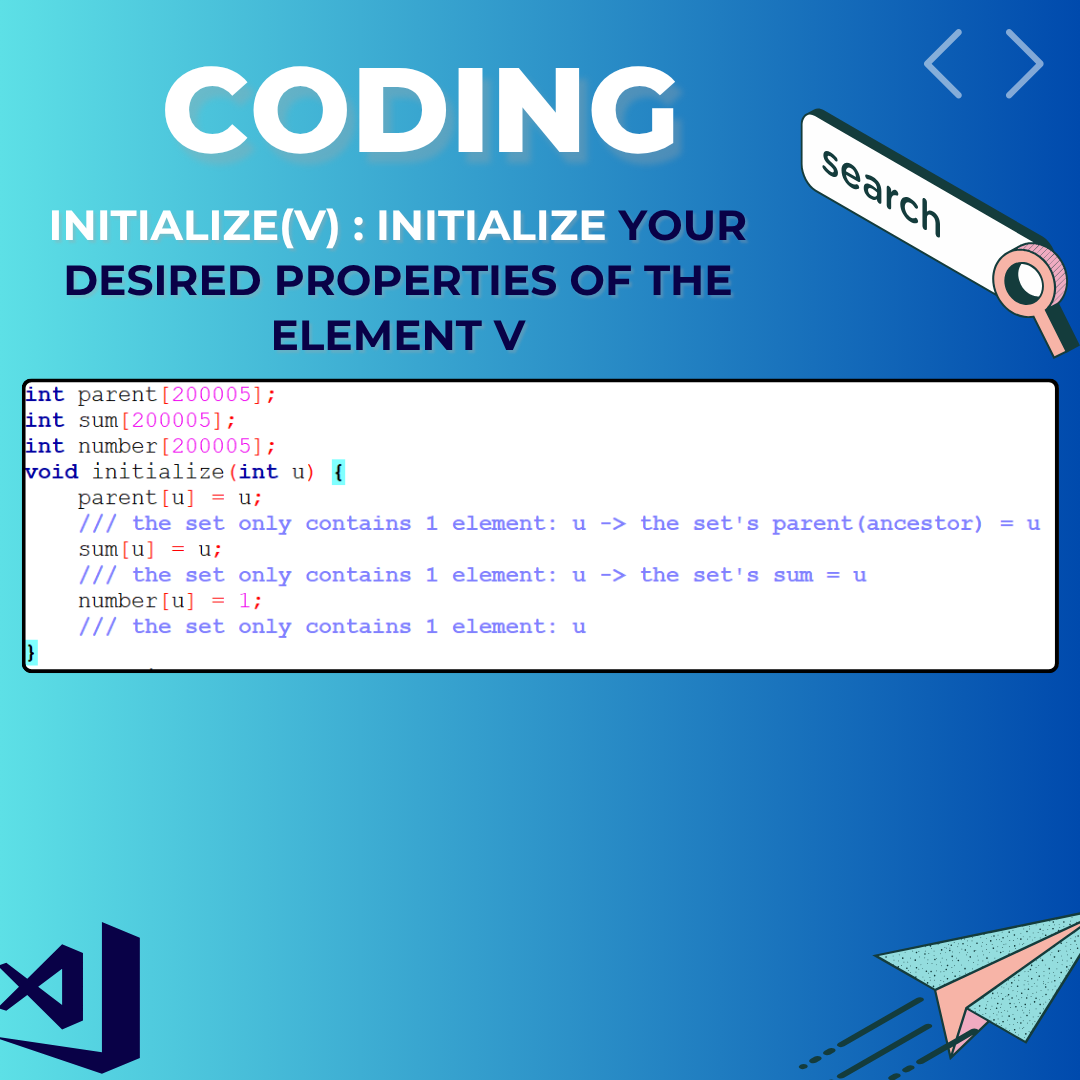 CODING
search
INITIALIZE(V) : INITIALIZE YOUR
DESIRED PROPERTIES OF THE
ELEMENT V
int parent[200005];
int sum[200005];
int number[200005];
void initialize(int u) {
    parent[u] = u;
    /// the set only contains 1 element: u -> the set's parent(ancestor) = u
    sum[u] = u;
    /// the set only contains 1 element: u -> the set's sum = u
    number[u] = 1;
    /// the set only contains 1 element: u
}